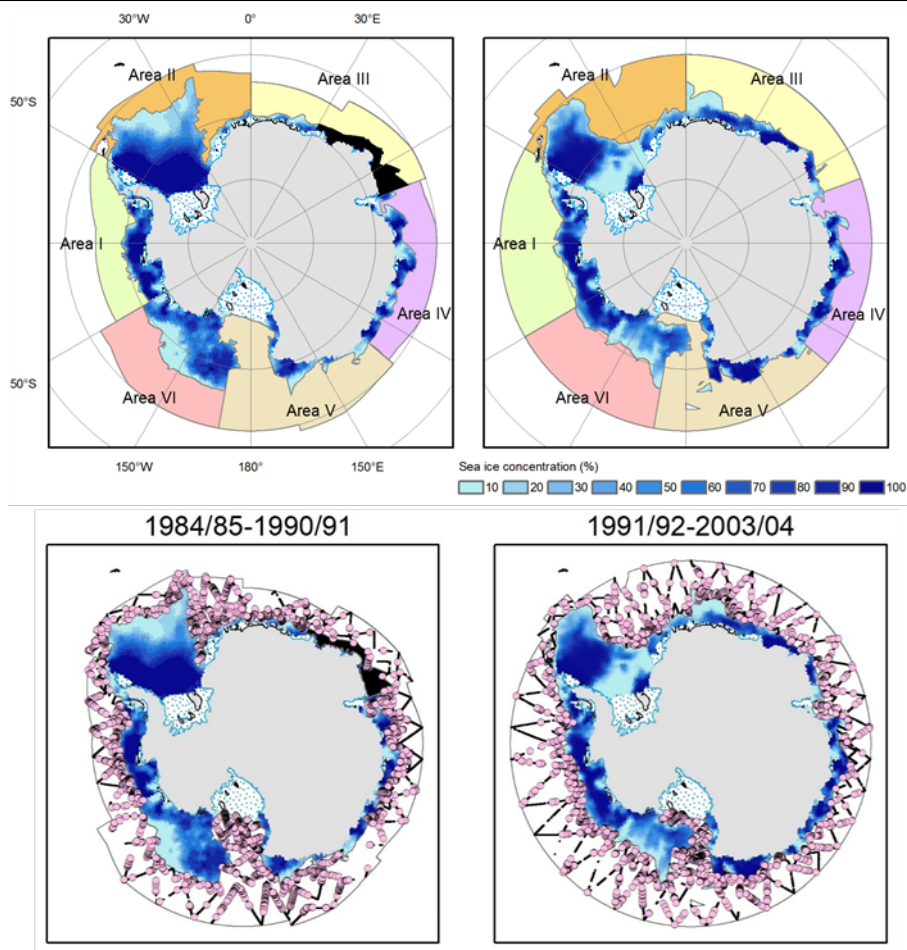 30°W 0° 30°E
Area II Area III Area II Area III
50°S
Area I Area I
Area IV Area IV
50°S
Area VI Area V Area VI Area V
150°W 180° 150°E
Sea ice concentration (%)
10 20 30 40 50 60 70 80 90 100
1984/85-1990/91 1991/92-2003/04